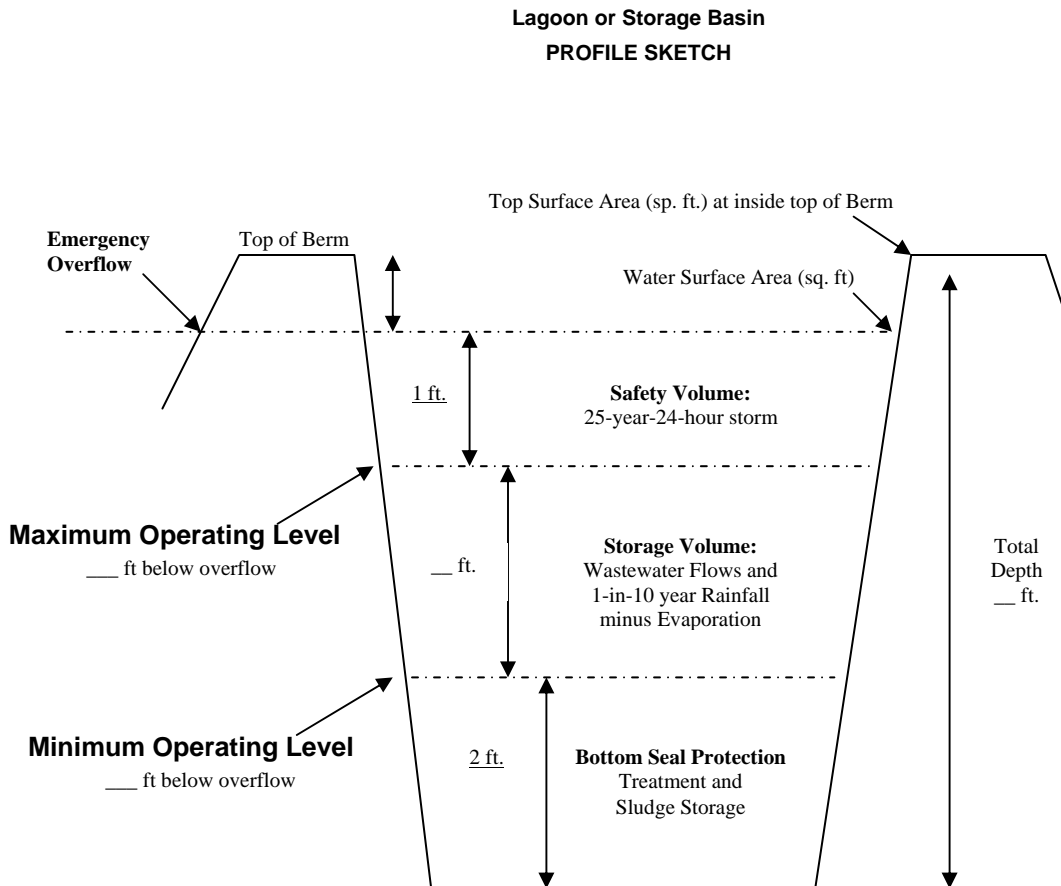 Lagoon or Storage Basin
PROFILE SKETCH
Top Surface Area (sp. ft.) at inside top of Berm
Emergency
Overflow
Top of Berm
Water Surface Area (sq. ft)
1 ft.
Safety Volume:
25-year-24-hour storm
Maximum Operating Level
___ ft below overflow
__ ft.
Storage Volume:
Wastewater Flows and
1-in-10 year Rainfall
minus Evaporation
Total
Depth
__ ft.
Minimum Operating Level
___ ft below overflow
2 ft.
Bottom Seal Protection
Treatment and
Sludge Storage